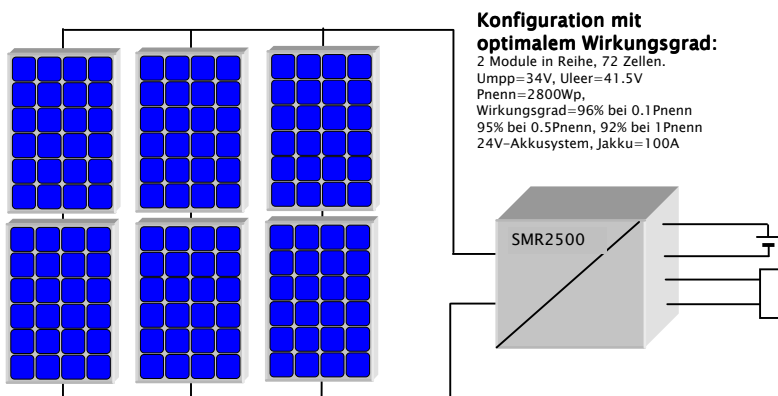 Konfiguration mit
optimalem Wirkungsgrad:
2 Module in Reihe, 72 Zellen.
Umpp=34V, Uleer=41.5V
Pnenn=2800Wp,
Wirkungsgrad=96% bei 0.1Pnenn
95% bei 0.5Pnenn, 92% bei 1Pnenn
24V-Akkusystem, Jakku=100A
SMR2500